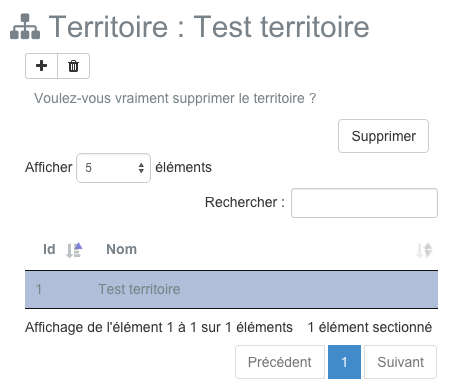 Territoire : Test territoire
Voulez-vous vraiment supprimer le territoire ?
Supprimer
Afficher 5 éléments
Rechercher :
Id Nom
1 Test territoire
Affichage de l'élément 1 à 1 sur 1 éléments 1 élément sectionné
Précédent 1 Suivant